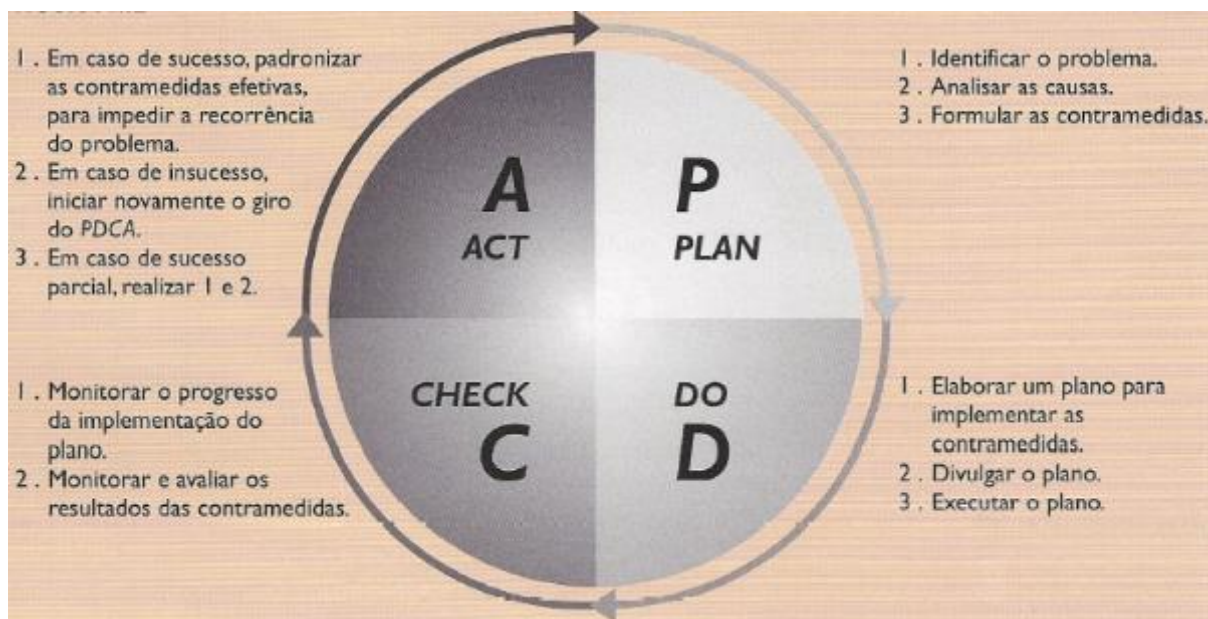 1. Em caso de sucesso, padronizar
as contramedidas efetivas,
para impedir a recorrência
do problema.
2. Em caso de insucesso,
iniciar novamente o giro
do PDCA.
3. Em caso de sucesso
parcial, realizar 1 e 2.
A
ACT
P
PLAN
1. Identificar o problema.
2. Analisar as causas.
3. Formular as contramedidas.
1. Monitorar o progresso
da implementação do
plano.
2. Monitorar e avaliar os
resultados das contramedidas.
CHECK
C
DO
D
1. Elaborar um plano para
implementar as
contramedidas.
2. Divulgar o plano.
3. Executar o plano.